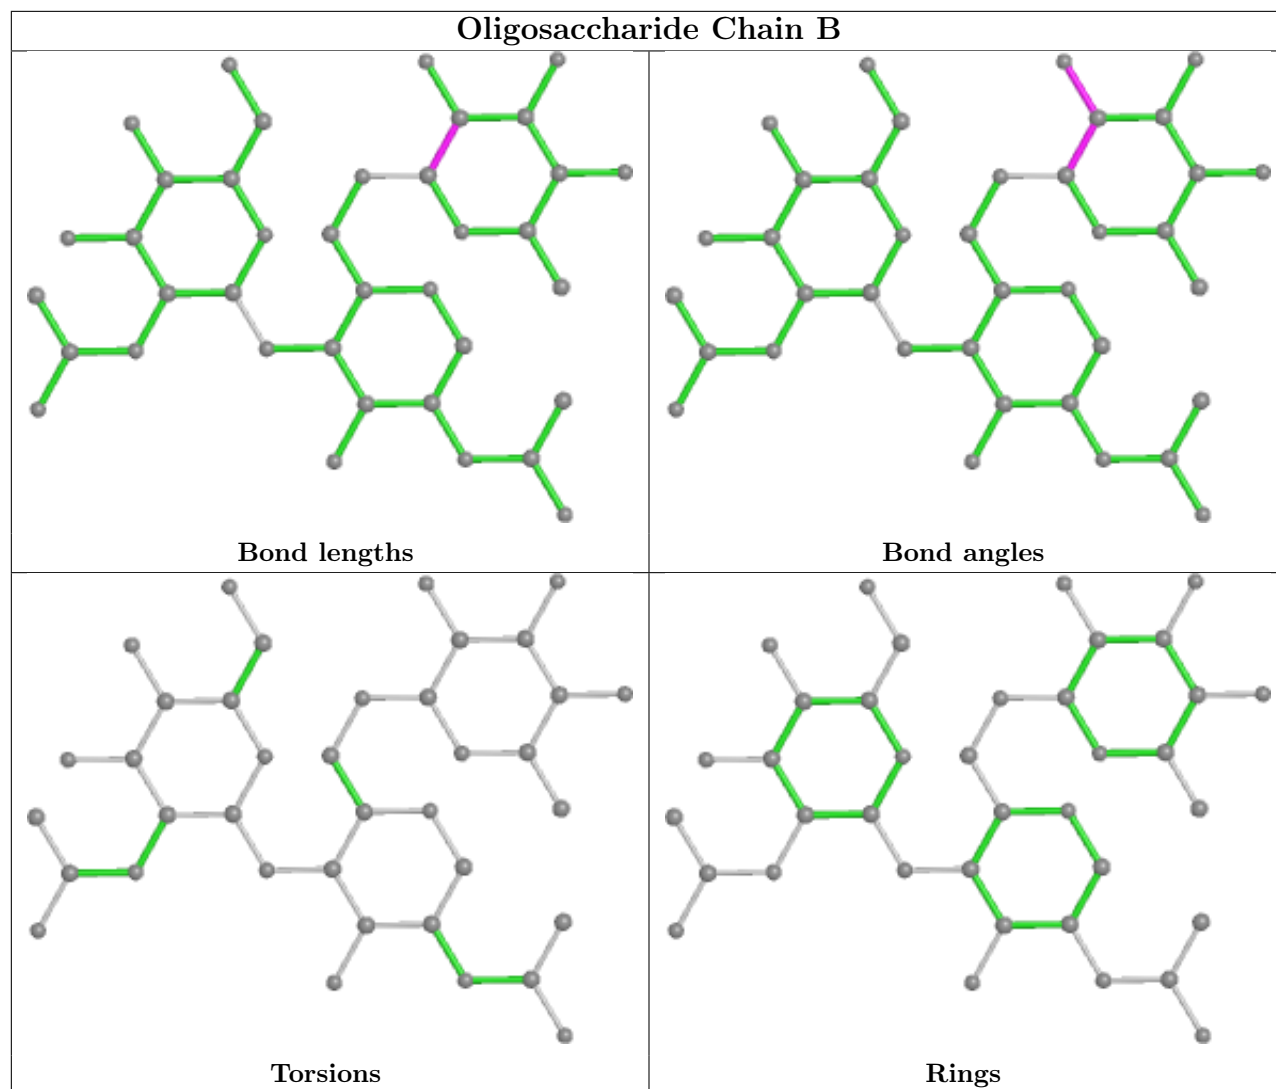 Oligosaccharide Chain B
Bond lengths
Bond angles
Torsions
Rings